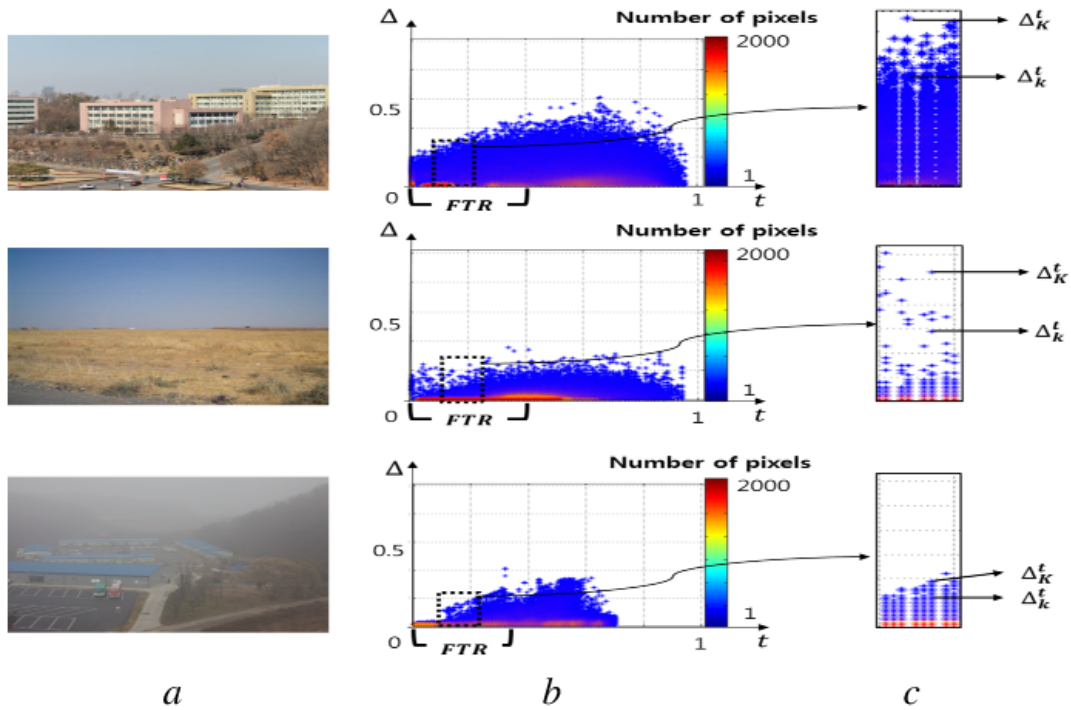 Δ
Number of pixels
2000
0.5
1
0
FTR
1
t
Δ_K^t
Δ_k^t
Δ
Number of pixels
2000
0.5
1
0
FTR
1
t
Δ_K^t
Δ_k^t
Δ
Number of pixels
2000
0.5
1
0
FTR
1
t
Δ_K^t
Δ_k^t
a b c